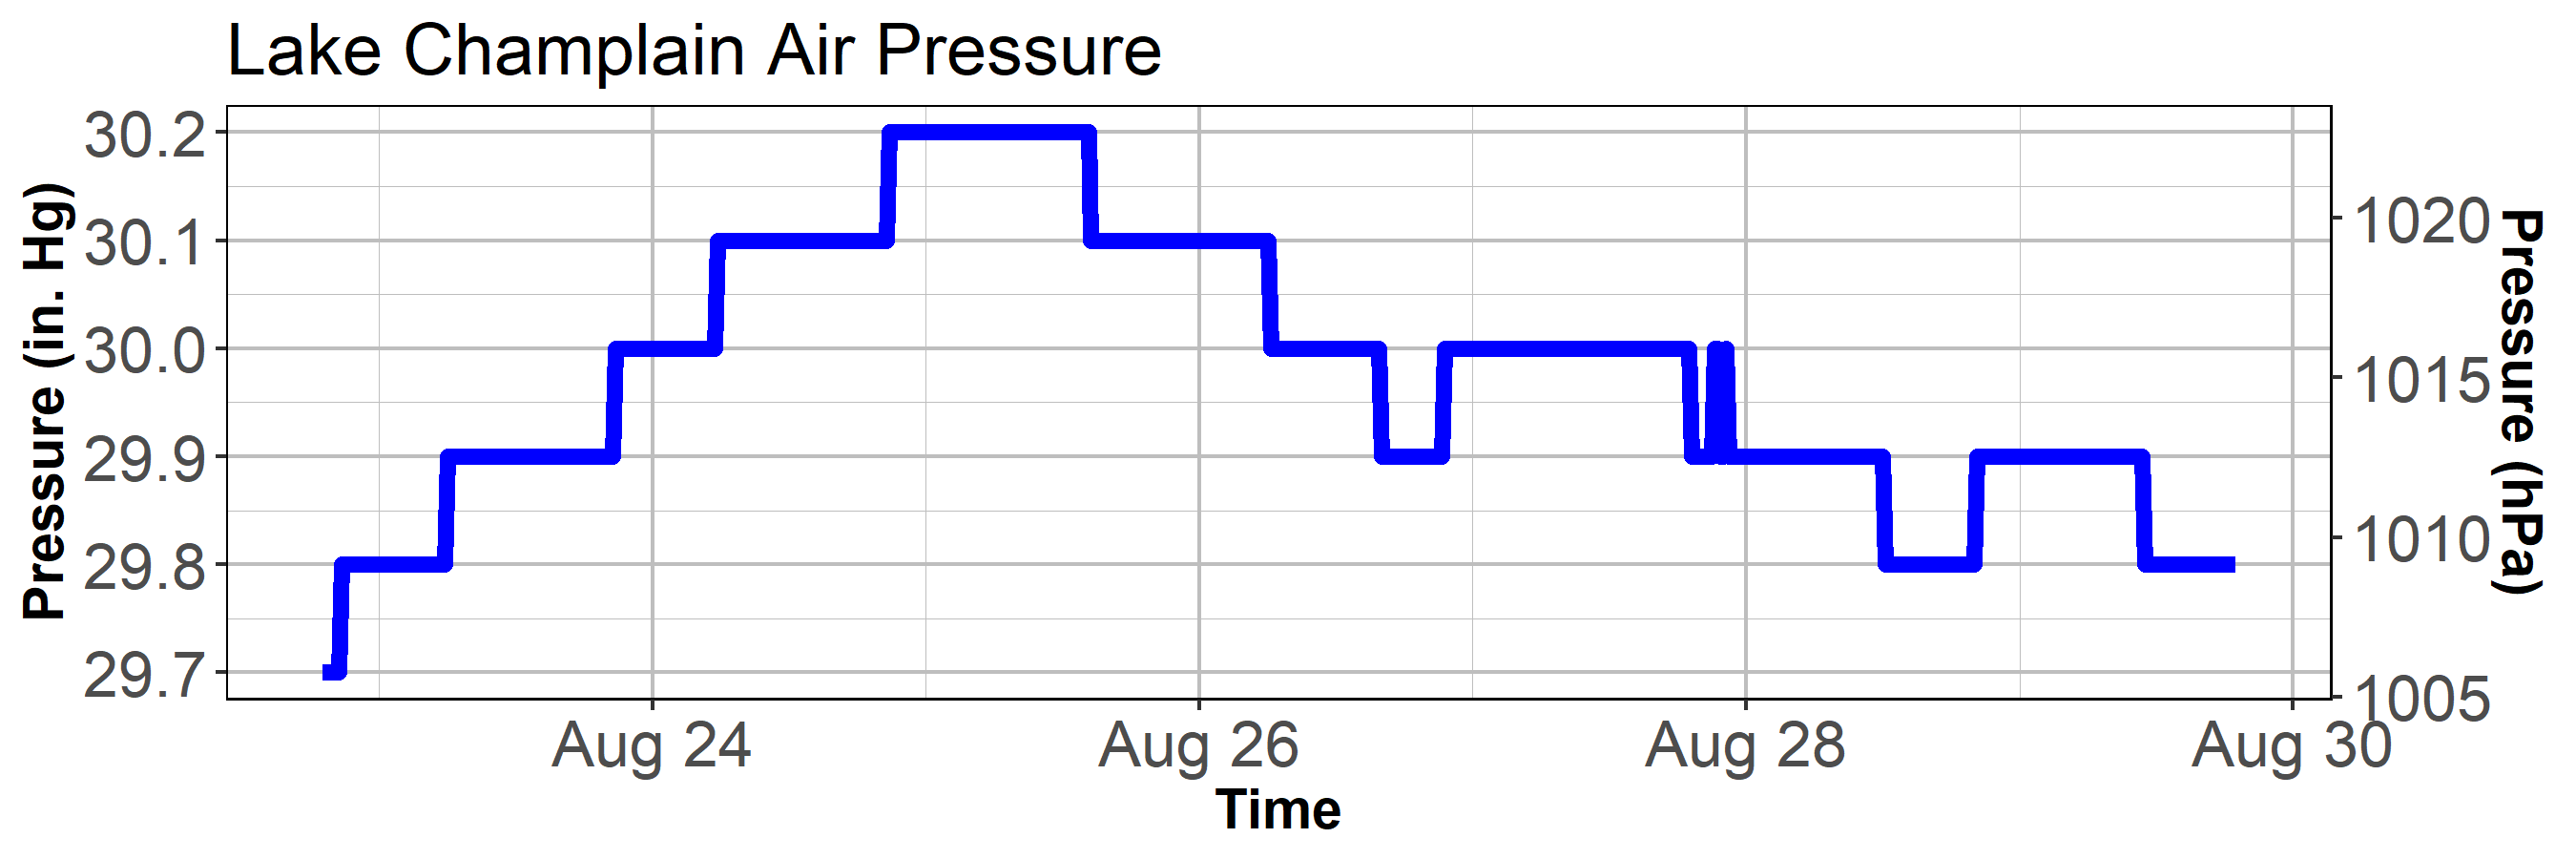 Lake Champlain Air Pressure
Pressure (in. Hg)
30.2
30.1
30.0
29.9
29.8
29.7
1020
1015
1010
1005
Pressure (hPa)
Aug 24 Aug 26 Aug 28 Aug 30
Time